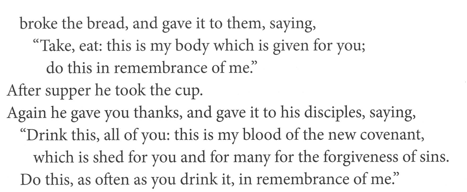 broke the bread, and gave it to them, saying,
“Take, eat: this is my body which is given for you;
do this in remembrance of me.”
After supper he took the cup.
Again he gave you thanks, and gave it to his disciples, saying,
“Drink this, all of you: this is my blood of the new covenant,
which is shed for you and for many for the forgiveness of sins.
Do this, as often as you drink it, in remembrance of me.”